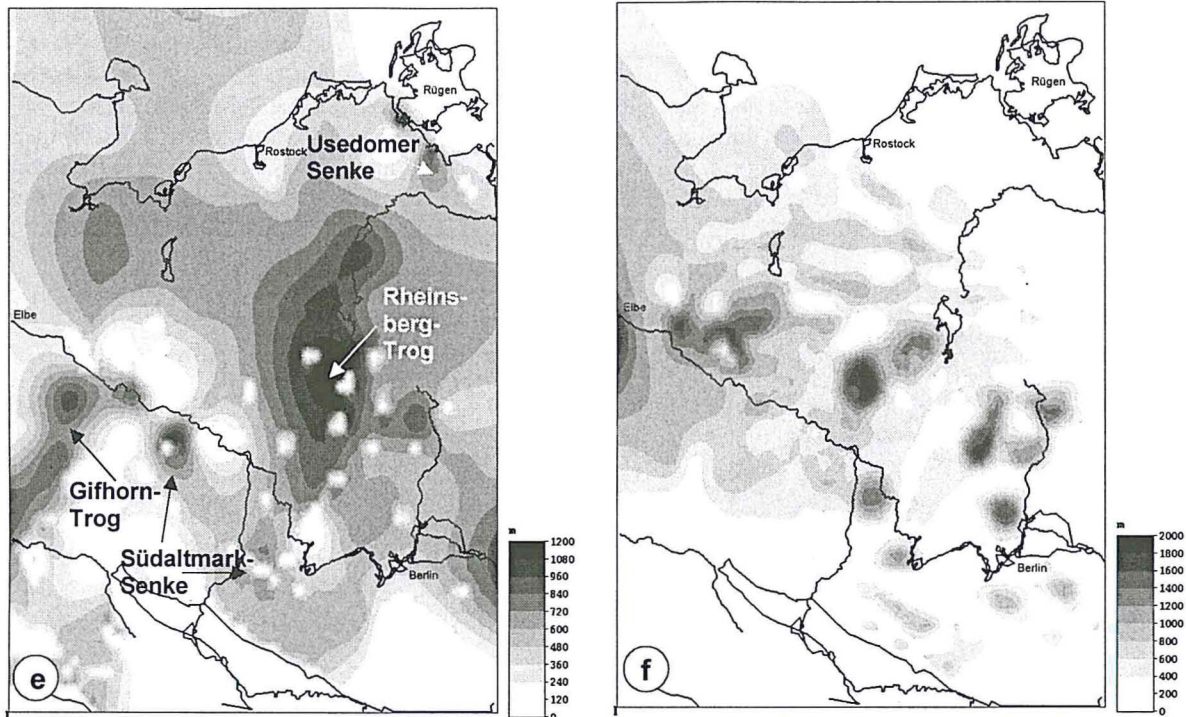 Rügen
Rostock
Usedomer
Senke
Elbe
Rheins-
berg-
Trog
Gifhorn-
Trog
Südaltmark-
Senke
Berlin
e
m
1200
1080
960
840
720
600
480
360
240
120
0
Rügen
Rostock
Elbe
Berlin
f
m
2000
1800
1600
1400
1200
1000
800
600
400
200
0